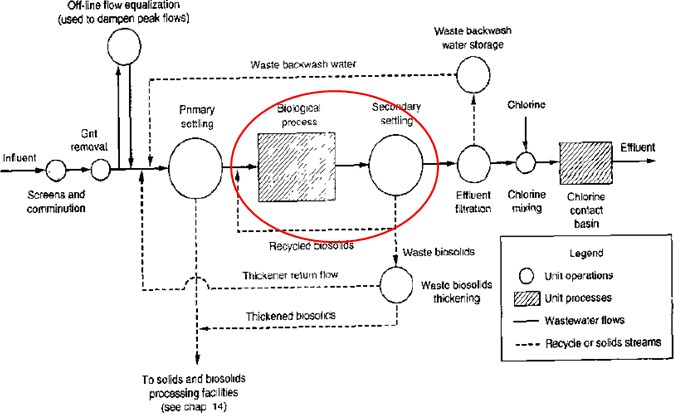 Off-line flow equalization
(used to dampen peak flows)
Waste backwash
water storage
Waste backwash water
Primary
settling
Biological
process
Secondary
settling
Chlorine
Grit
removal
Influent
Effluent
Screens and
comminution
Effluent
filtration
Chlorine
mixing
Chlorine
contact
basin
Recycled biosolids
Waste biosolids
Thickener return flow
Waste biosolids
thickening
Thickened biosolids
To solids and biosolids
processing facilities
(see chap 14)
Legend
Unit operations
Unit processes
Wastewater flows
Recycle or solids streams